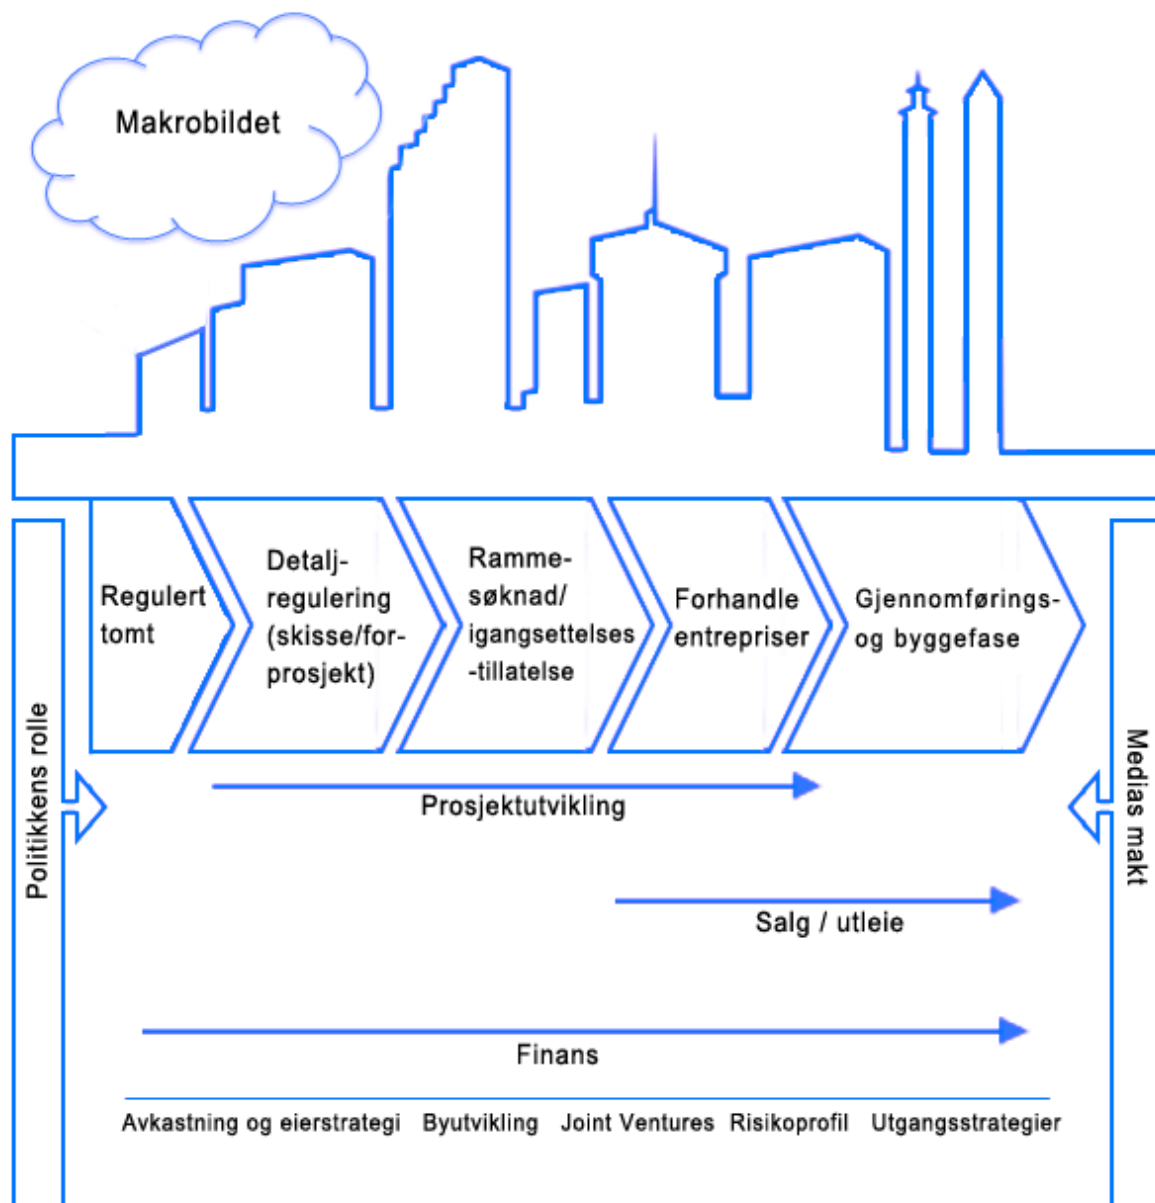 Makrobildet
Regulert
tomt
Detalj-
regulering
(skisse/for-
prosjekt)
Ramme-
søknad/
igangsettelses
-tillatelse
Forhandle
entrepriser
Gjennomførings-
og byggefase
Politikkens rolle
Medias makt
Prosjektutvikling
Salg / utleie
Finans
Avkastning og eierstrategi Byutvikling Joint Ventures Risikoprofil Utgangsstrategier